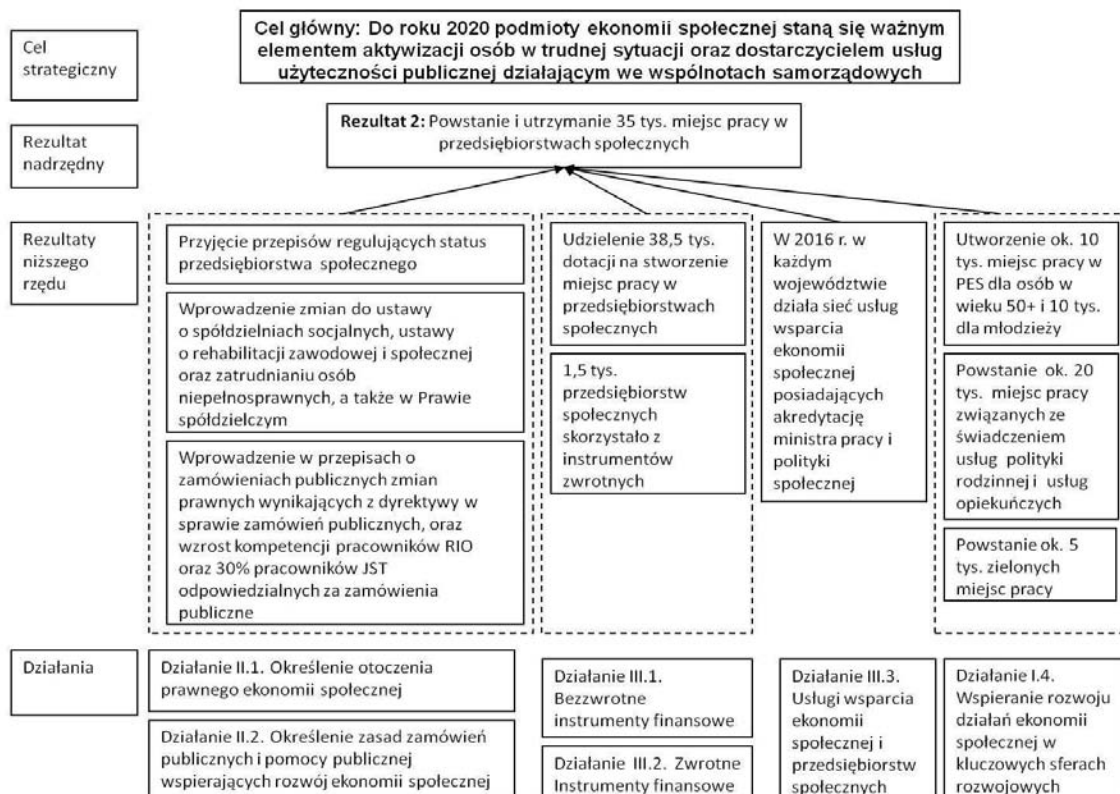 Cel
strategiczny
Cel główny: Do roku 2020 podmioty ekonomii społecznej staną się ważnym
elementem aktywizacji osób w trudnej sytuacji oraz dostarczycielem usług
użyteczności publicznej działającym we wspólnotach samorządowych
Rezultat
nadrzędny
Rezultat 2: Powstanie i utrzymanie 35 tys. miejsc pracy w
przedsiębiorstwach społecznych
Rezultaty
niższego
rzędu
Przyjęcie przepisów regulujących status
przedsiębiorstwa społecznego
Wprowadzenie zmian do ustawy
o spółdzielniach socjalnych, ustawy
o rehabilitacji zawodowej i społecznej
oraz zatrudnianiu osób
niepełnosprawnych, a także w Prawie
spółdzielczym
Wprowadzenie w przepisach o
zamówieniach publicznych zmian
prawnych wynikających z dyrektywy w
sprawie zamówień publicznych, oraz
wzrost kompetencji pracowników RIO
oraz 30% pracowników JST
odpowiedzialnych za zamówienia
publiczne
Udzielenie 38,5 tys.
dotacji na stworzenie
miejsc pracy w
przedsiębiorstwach
społecznych
1,5 tys.
przedsiębiorstw
społecznych
skorzystało z
instrumentów
zwrotnych
W 2016 r. w
każdym
województwie
działa sieć usług
wsparcia
ekonomii
społecznej
posiadających
akredytację
ministra pracy i
polityki
społecznej
Utworzenie ok. 10
tys. miejsc pracy w
PES dla osób w
wieku 50+ i 10 tys.
dla młodzieży
Powstanie ok. 20
tys. miejsc pracy
związanych ze
świadczeniem
usług polityki
rodzinnej i usług
opiekuńczych
Powstanie ok. 5
tys. zielonych
miejsc pracy
Działania
Działanie II.1. Określenie otoczenia
prawnego ekonomii społecznej
Działanie II.2. Określenie zasad zamówień
publicznych i pomocy publicznej
wspierających rozwój ekonomii społecznej
Działanie III.1.
Bezzwrotne
instrumenty finansowe
Działanie III.2. Zwrotne
Instrumenty finansowe
Działanie III.3.
Usługi wsparcia
ekonomii
społecznej i
przedsiębiorstw
społecznych
Działanie I.4.
Wspieranie rozwoju
działań ekonomii
społecznej w
kluczowych sferach
rozwojowych